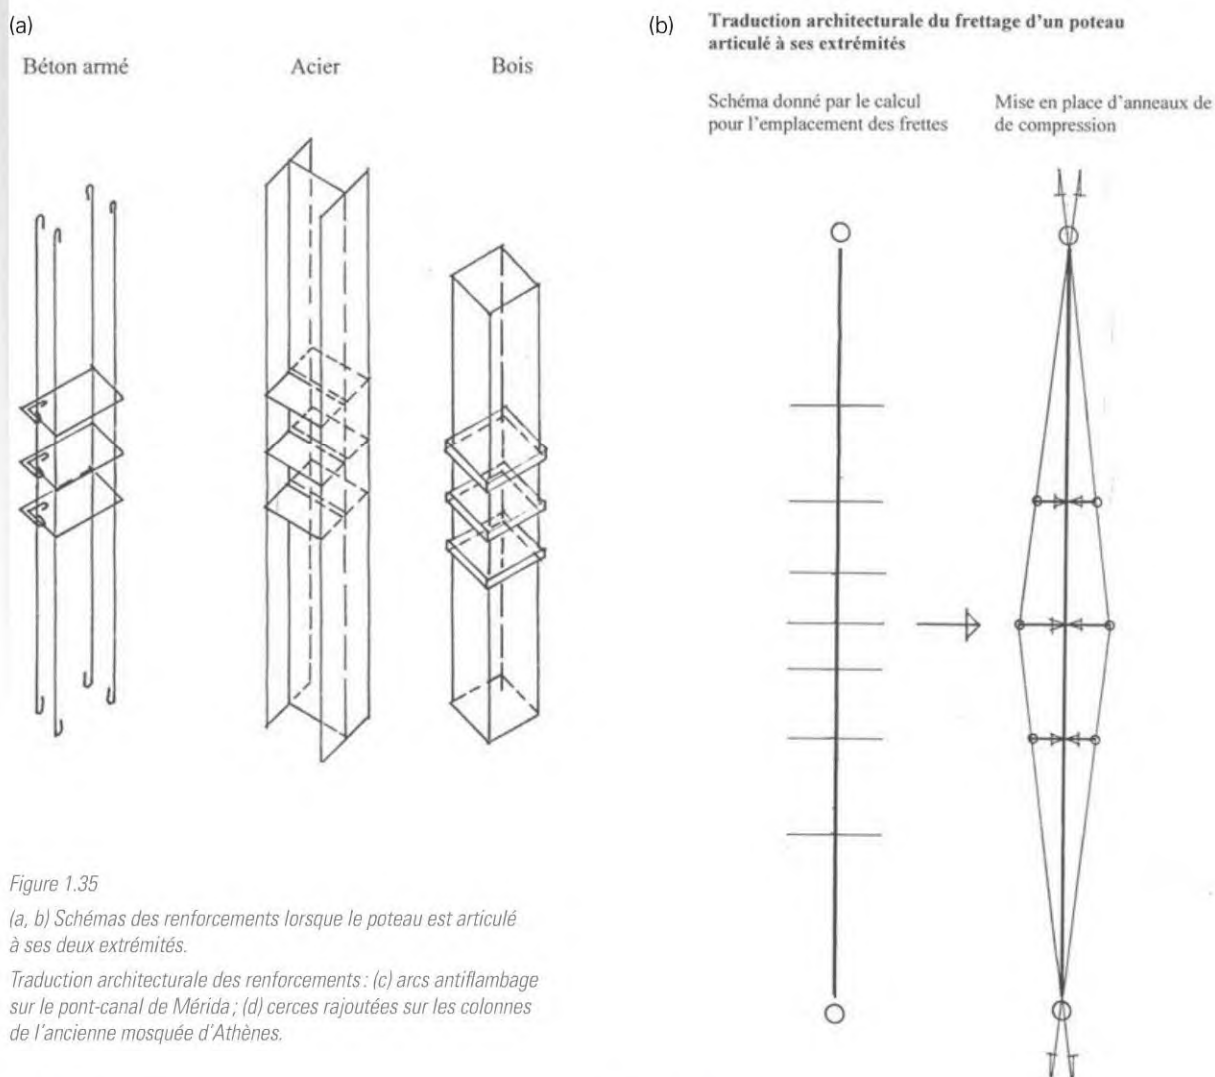 (a)
Béton armé
Acier
Bois
(b)
Traduction architecturale du frettage d'un poteau
articulé à ses extrémités
Schéma donné par le calcul
pour l'emplacement des frettes
Mise en place d'anneaux de
de compression
Figure 1.35
(a, b) Schémas des renforcements lorsque le poteau est articulé
à ses deux extrémités.
Traduction architecturale des renforcements : (c) arcs antiflambage
sur le pont-canal de Mérida ; (d) cerces rajoutées sur les colonnes
de l'ancienne mosquée d'Athènes.